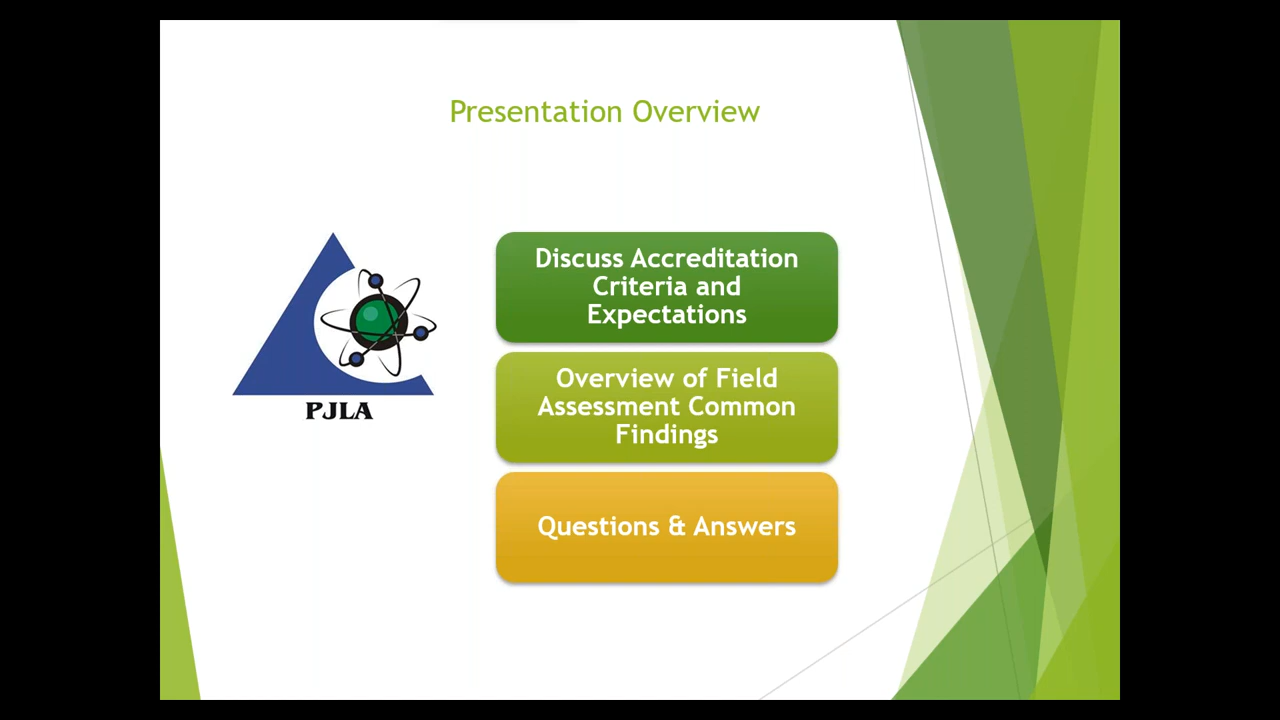 Presentation Overview
Discuss Accreditation
Criteria and
Expectations
PJLA
Overview of Field
Assessment Common
Findings
Questions & Answers